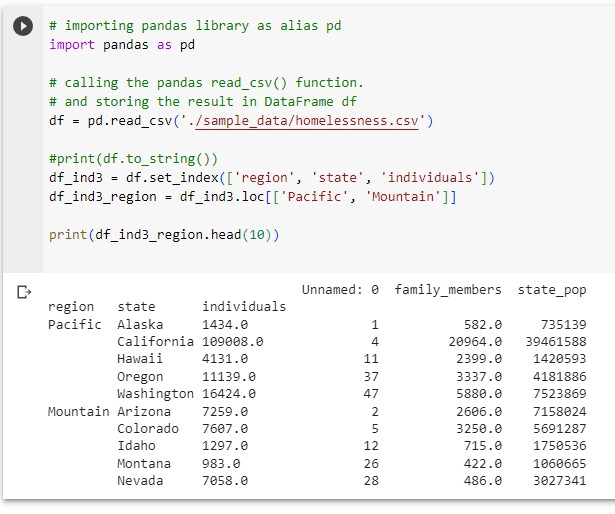 # importing pandas library as alias pd
import pandas as pd
# calling the pandas read_csv() function.
# and storing the result in DataFrame df
df = pd.read_csv('./sample_data/homelessness.csv')
#print(df.to_string())
df_ind3 = df.set_index(['region', 'state', 'individuals'])
df_ind3_region = df_ind3.loc[['Pacific', 'Mountain']]
print(df_ind3_region.head(10))
Unnamed: 0 family_members state_pop
region state individuals
Pacific Alaska 1434.0 1 582.0 735139
California 109008.0 4 20964.0 39461588
Hawaii 4131.0 11 2399.0 1420593
Oregon 11139.0 37 3337.0 4181886
Washington 16424.0 47 5880.0 7523869
Mountain Arizona 7259.0 2 2606.0 7158024
Colorado 7607.0 5 3250.0 5691287
Idaho 1297.0 12 715.0 1750536
Montana 983.0 26 422.0 1060665
Nevada 7058.0 28 486.0 3027341